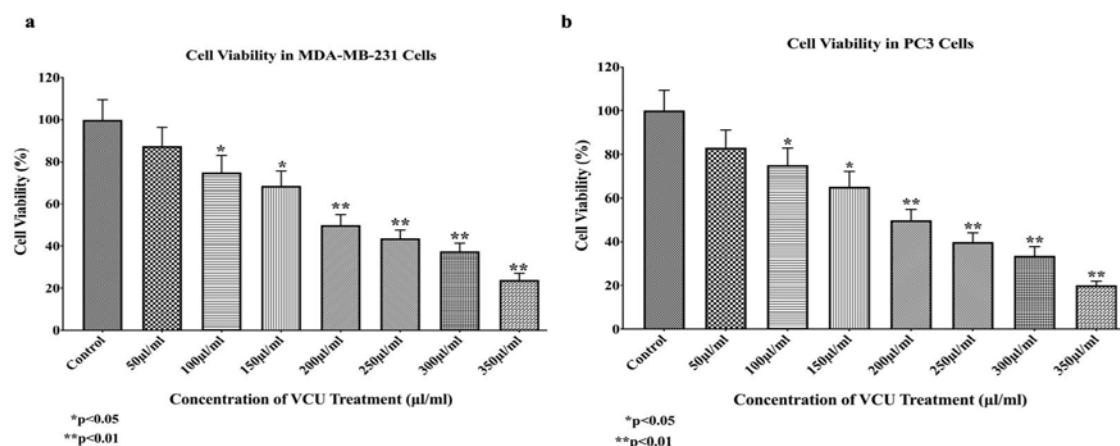 a
Cell Viability in MDA-MB-231 Cells
Cell Viability (%)
120
100
80
60
40
20
0
*
*
**
**
**
**
Control
50µl/ml
100µl/ml
150µl/ml
200µl/ml
250µl/ml
300µl/ml
350µl/ml
Concentration of VCU Treatment (µl/ml)
*p<0.05
**p<0.01
b
Cell Viability in PC3 Cells
Cell Viability (%)
120
100
80
60
40
20
0
*
*
**
**
**
**
Control
50µl/ml
100µl/ml
150µl/ml
200µl/ml
250µl/ml
300µl/ml
350µl/ml
Concentration of VCU Treatment (µl/ml)
*p<0.05
**p<0.01